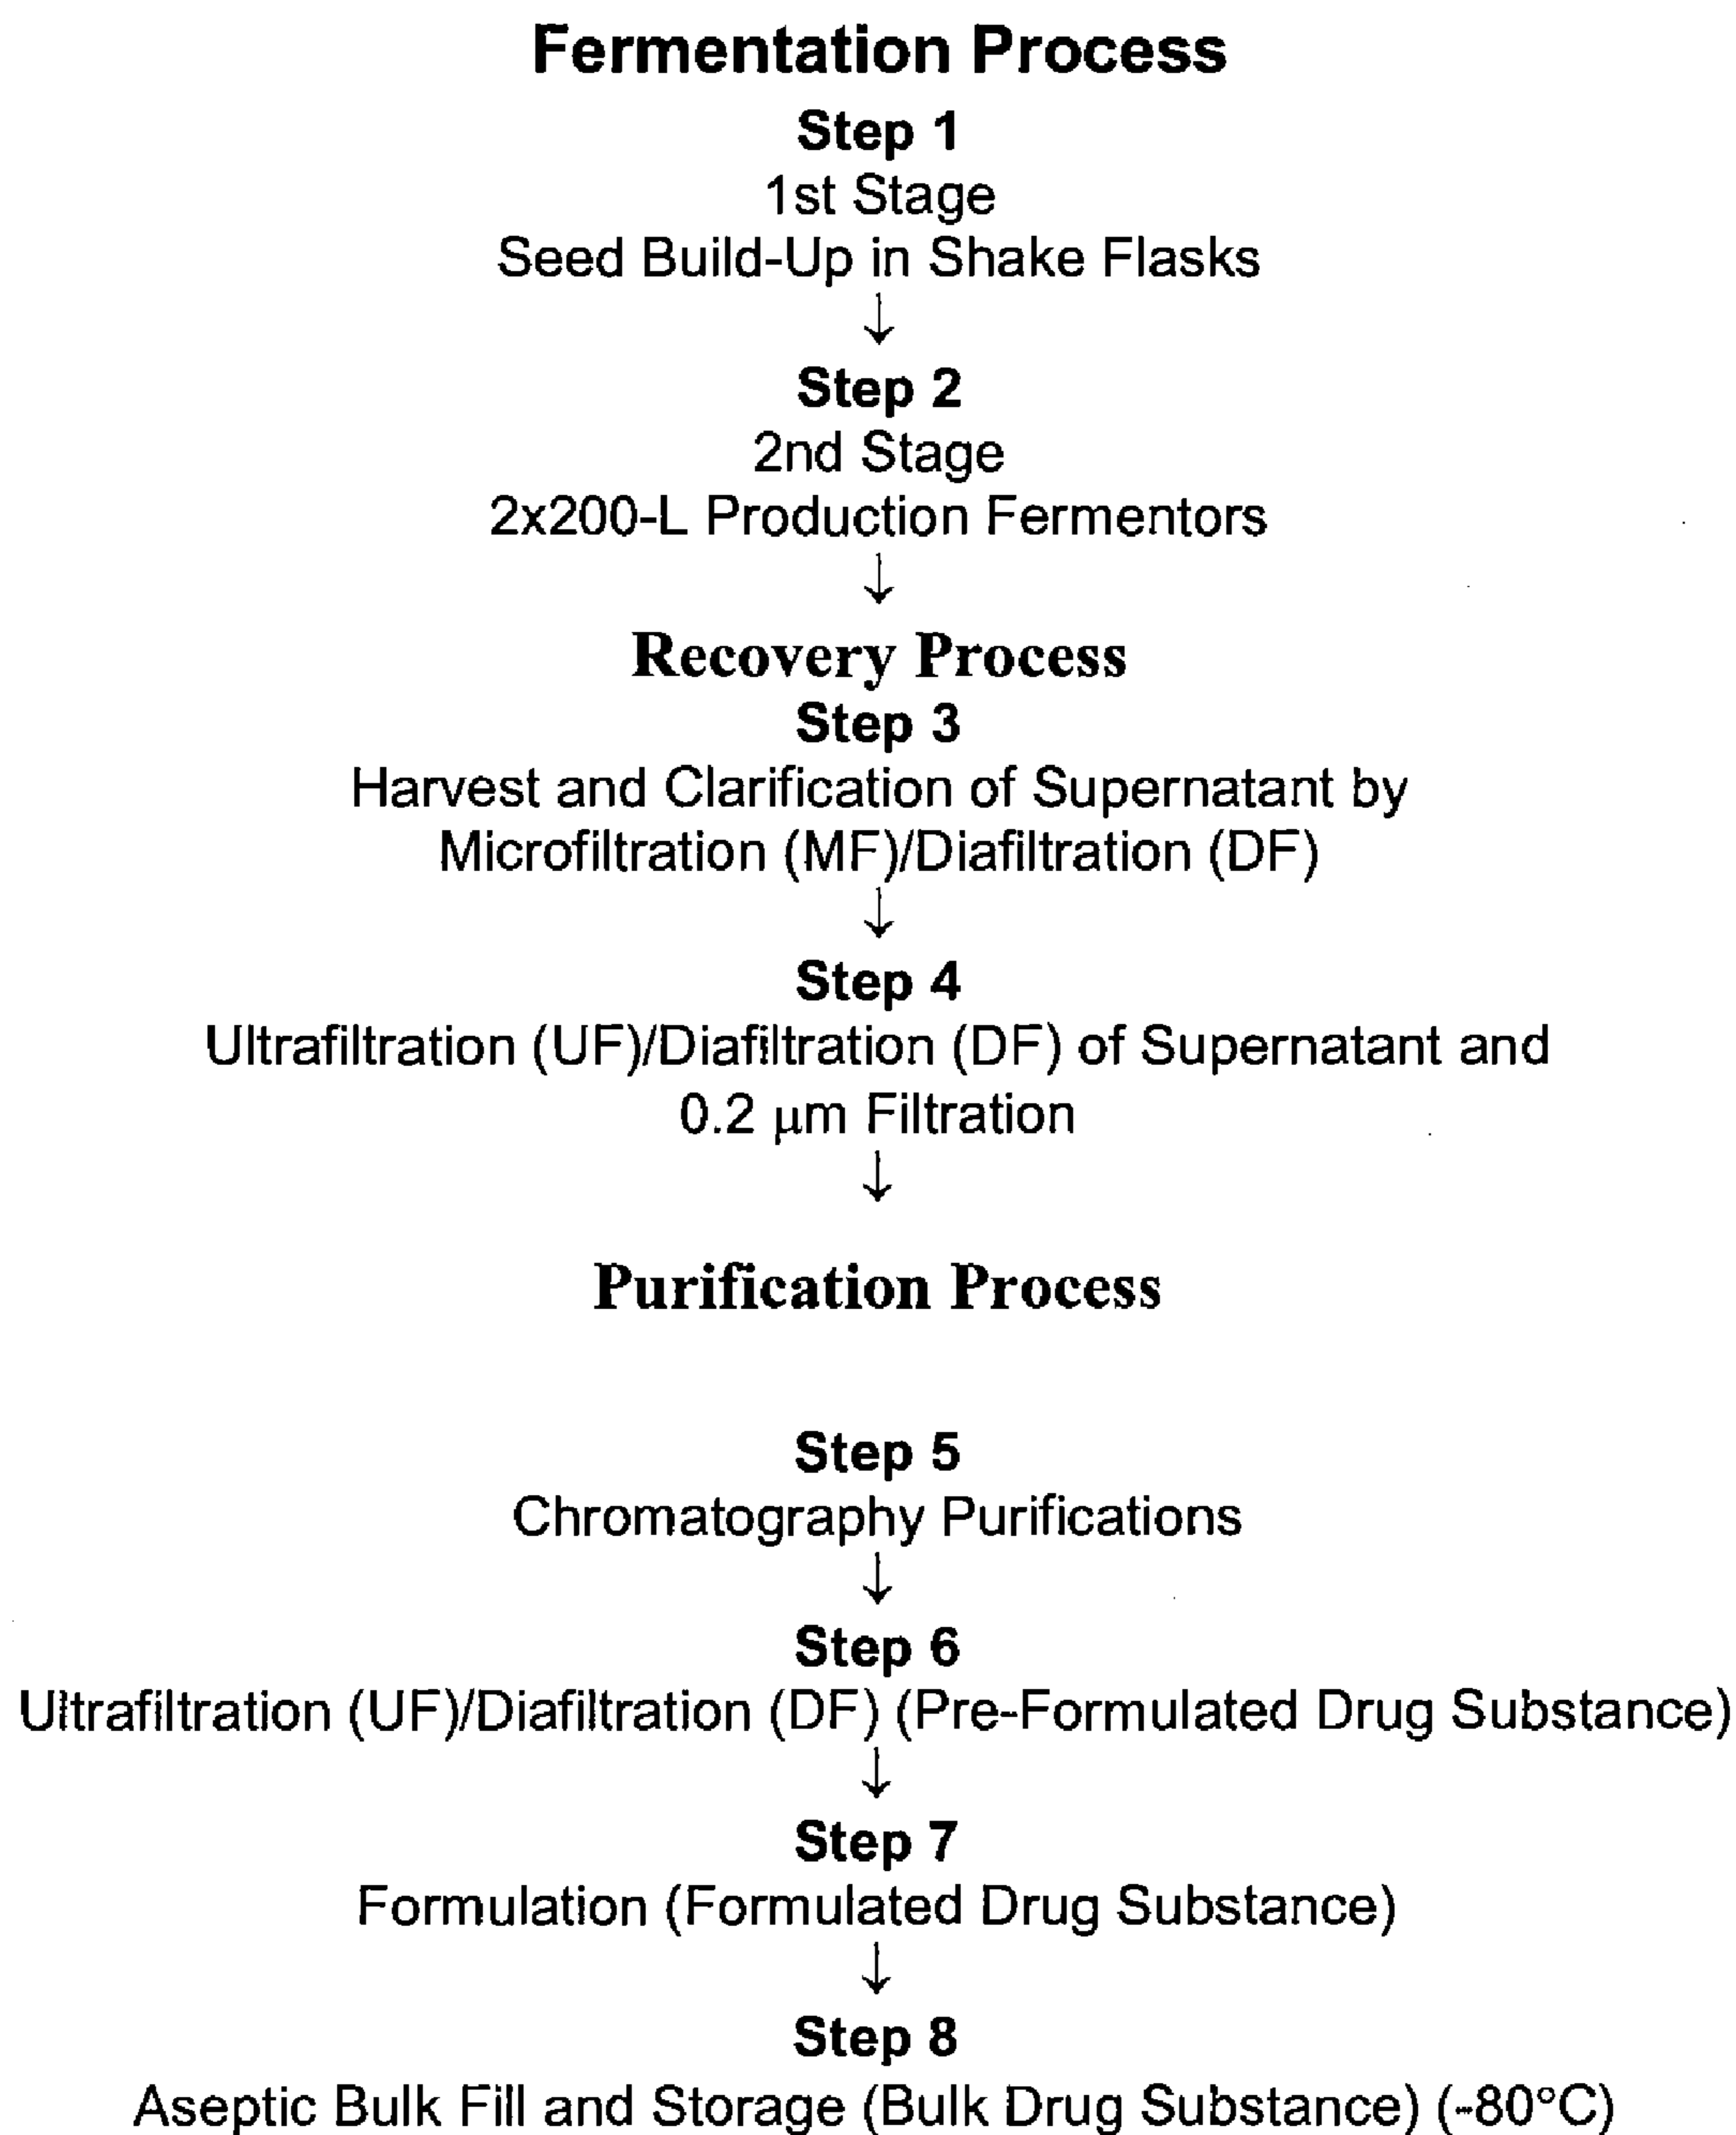 Fermentation Process
Step 1
1st Stage
Seed Build-Up in Shake Flasks
↓
Step 2
2nd Stage
2x200-L Production Fermentors
↓
Recovery Process
Step 3
Harvest and Clarification of Supernatant by
Microfiltration (MF)/Diafiltration (DF)
↓
Step 4
Ultrafiltration (UF)/Diafiltration (DF) of Supernatant and
0.2 μm Filtration
↓
Purification Process
Step 5
Chromatography Purifications
↓
Step 6
Ultrafiltration (UF)/Diafiltration (DF) (Pre-Formulated Drug Substance)
↓
Step 7
Formulation (Formulated Drug Substance)
↓
Step 8
Aseptic Bulk Fill and Storage (Bulk Drug Substance) (-80°C)